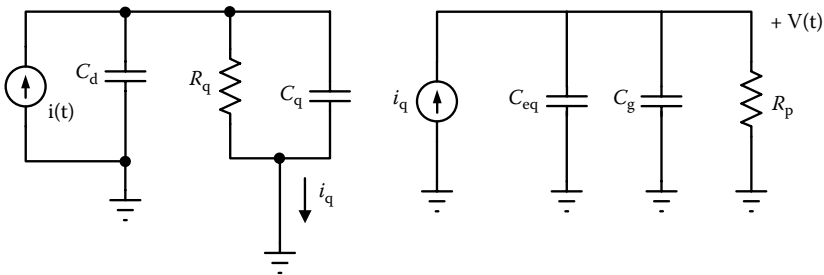 i(t)
C_d
R_q
C_q
i_q
i_q
C_eq
C_g
R_p
+ V(t)